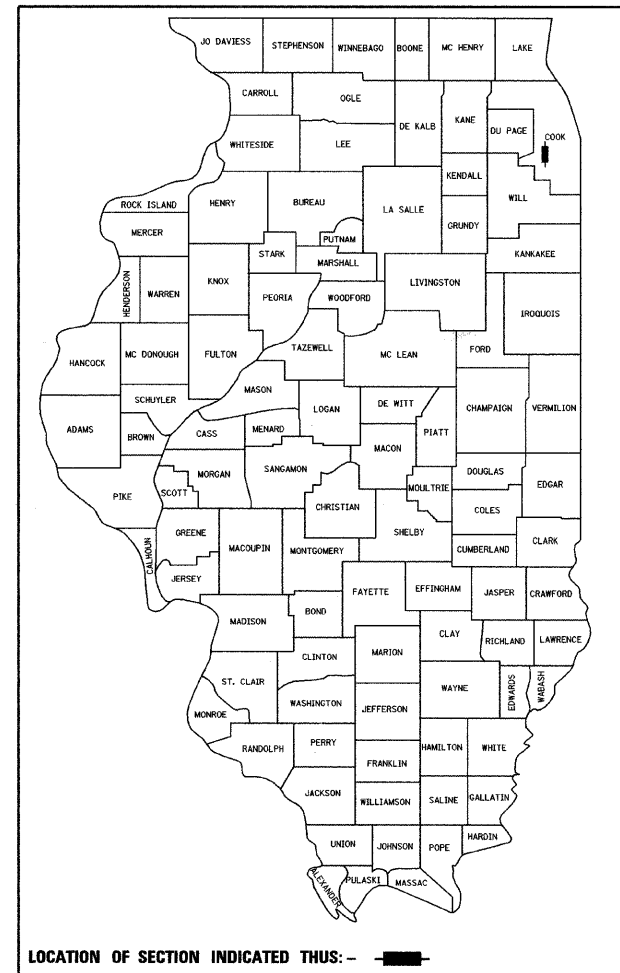 JO DAVIESS STEPHENSON WINNEBAGO BOONE MC HENRY LAKE
CARROLL OGLE DE KALB KANE DU PAGE COOK
WHITESIDE LEE
KENDALL WILL
ROCK ISLAND HENRY BUREAU LA SALLE GRUNDY
MERCER PUTNAM
STARK MARSHALL KANKAKEE
HENDERSON WARREN KNOX PEORIA WOODFORD LIVINGSTON IROQUOIS
HANCOCK MC DONOUGH FULTON TAZEWELL MC LEAN FORD
MASON
SCHUYLER LOGAN DE WITT CHAMPAIGN VERMILION
ADAMS BROWN CASS MENARD MACON PIATT
MORGAN SANGAMON DOUGLAS EDGAR
PIKE SCOTT CHRISTIAN MOULTRIE COLES
GREENE MACOUPIN MONTGOMERY SHELBY CUMBERLAND CLARK
CALHOUN JERSEY
FAYETTE EFFINGHAM JASPER CRAWFORD
MADISON BOND
CLAY RICHLAND LAWRENCE
CLINTON MARION
ST. CLAIR WAYNE EDWARDS WABASH
WASHINGTON JEFFERSON
MONROE
RANDOLPH PERRY HAMILTON WHITE
FRANKLIN
JACKSON WILLIAMSON SALINE GALLATIN
UNION JOHNSON POPE HARDIN
ALEXANDER PULASKI MASSAC
LOCATION OF SECTION INDICATED THUS: -